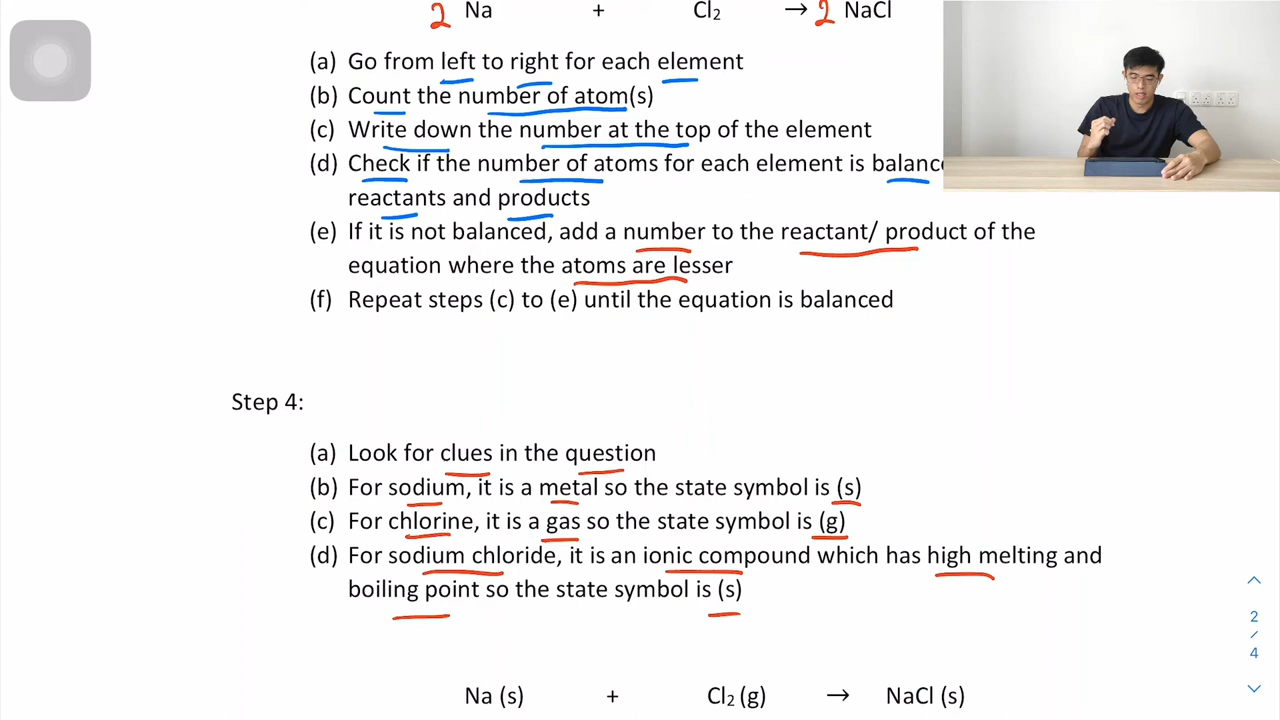 2 Na + Cl₂ → 2 NaCl
(a) Go from left to right for each element
(b) Count the number of atom(s)
(c) Write down the number at the top of the element
(d) Check if the number of atoms for each element is balance
reactants and products
(e) If it is not balanced, add a number to the reactant/ product of the
equation where the atoms are lesser
(f) Repeat steps (c) to (e) until the equation is balanced
Step 4:
(a) Look for clues in the question
(b) For sodium, it is a metal so the state symbol is (s)
(c) For chlorine, it is a gas so the state symbol is (g)
(d) For sodium chloride, it is an ionic compound which has high melting and
boiling point so the state symbol is (s)
2
/
4
Na (s) + Cl₂ (g) → NaCl (s)